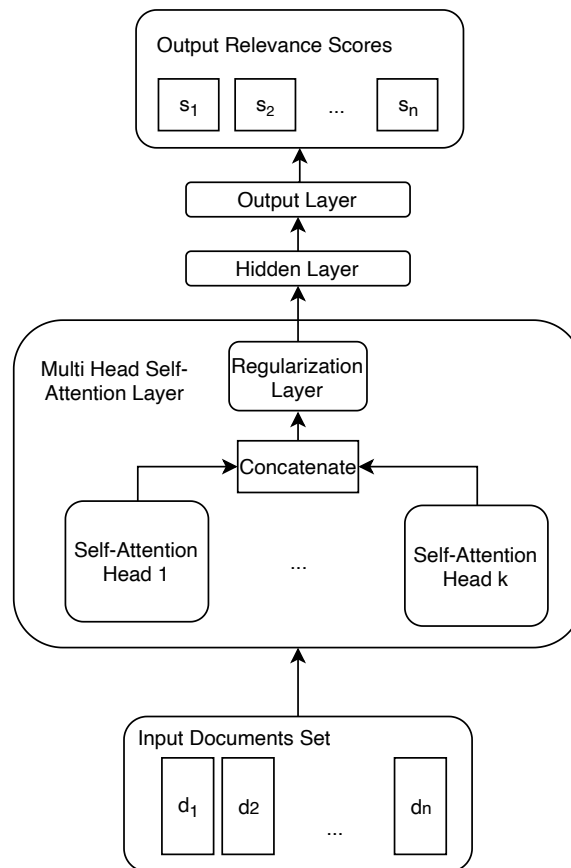 Output Relevance Scores
s1 s2 ... sn
Output Layer
Hidden Layer
Multi Head Self-
Attention Layer
Regularization
Layer
Concatenate
Self-Attention
Head 1
...
Self-Attention
Head k
Input Documents Set
d1 d2 ... dn